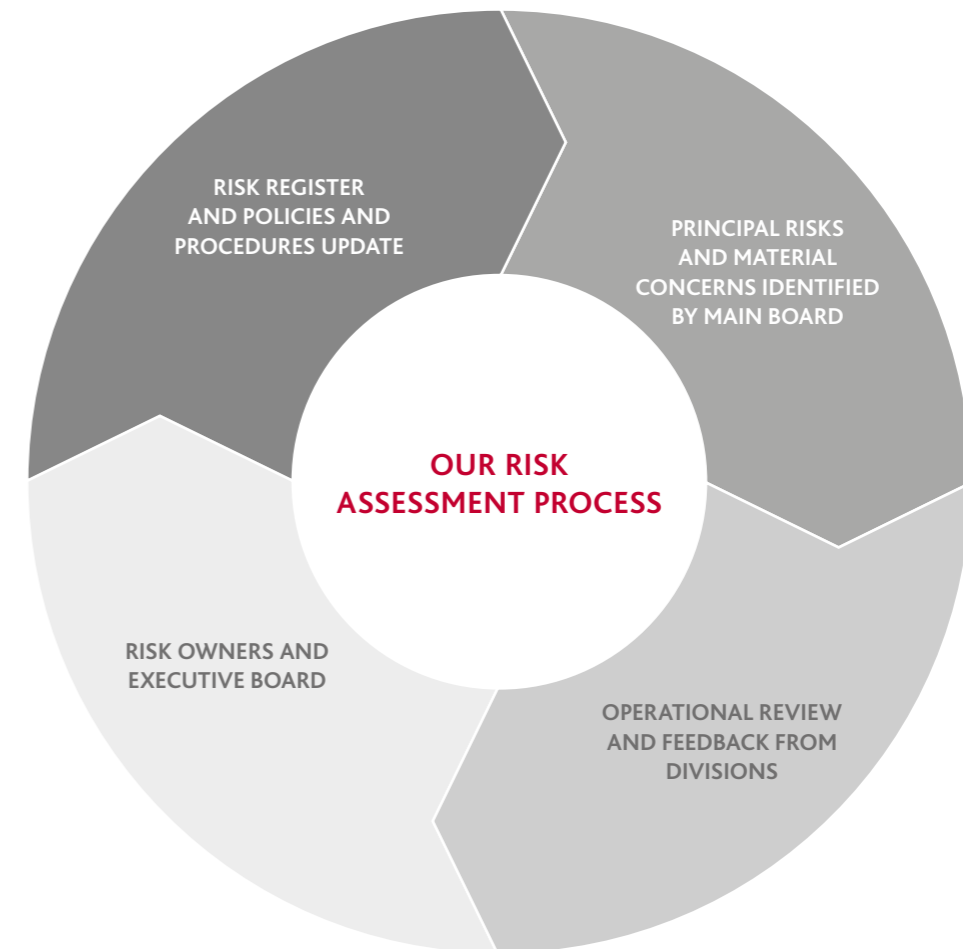 RISK REGISTER
AND POLICIES AND
PROCEDURES UPDATE
PRINCIPAL RISKS
AND MATERIAL
CONCERNS IDENTIFIED
BY MAIN BOARD
OUR RISK
ASSESSMENT PROCESS
RISK OWNERS AND
EXECUTIVE BOARD
OPERATIONAL REVIEW
AND FEEDBACK FROM
DIVISIONS